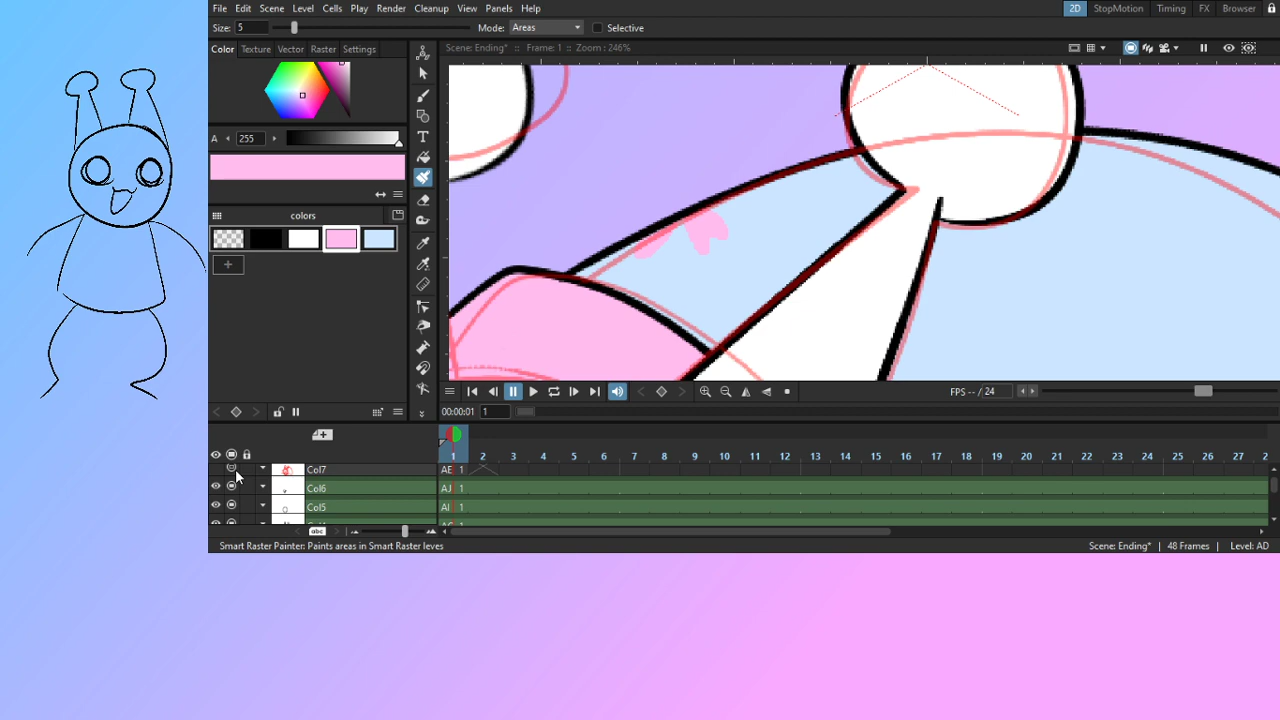 File Edit Scene Level Cells Play Render Cleanup View Panels Help 2D StopMotion Timing FX Browser
Size: 5 Mode: Areas Selective
Color Texture Vector Raster Settings Scene: Ending* :: Frame: 1 :: Zoom : 246%
A 255
colors
+
FPS -- / 24
00:00:01 1
1 2 3 4 5 6 7 8 9 10 11 12 13 14 15 16 17 18 19 20 21 22 23 24 25 26 27 2
Col7 AE 1
Col6 AJ 1
Col5 AI 1
abc
Smart Raster Painter: Paints areas in Smart Raster leves Scene: Ending* | 48 Frames | Level: AD